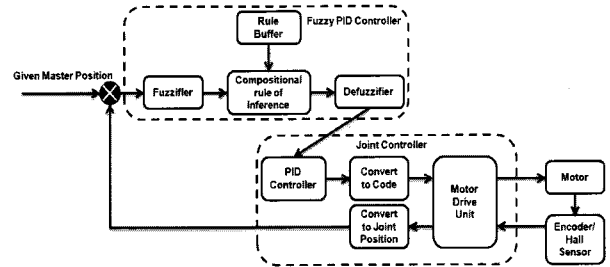 Rule
Buffer
Fuzzy PID Controller
Given Master Position
Fuzzifier
Compositional
rule of
inference
Defuzzifier
Joint Controller
PID
Controller
Convert
to Code
Motor
Drive
Unit
Motor
Convert
to Joint
Position
Encoder/
Hall
Sensor